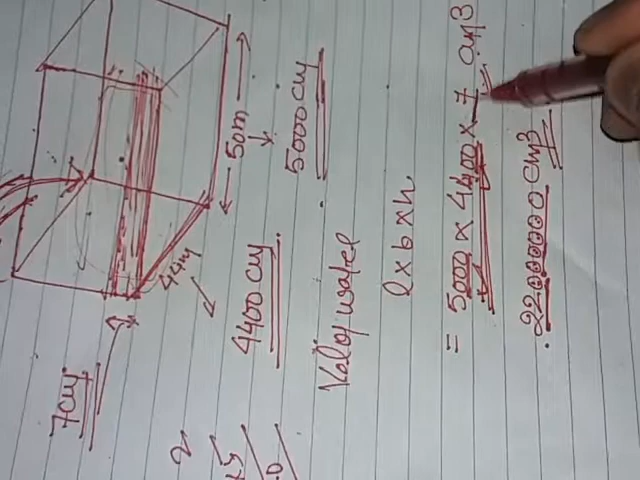 7cm
44m
50m
4400 cm
5000 cm
Vol of water
l × b × h
= 5000 × 4400 × 7 cm3
22000000 cm3